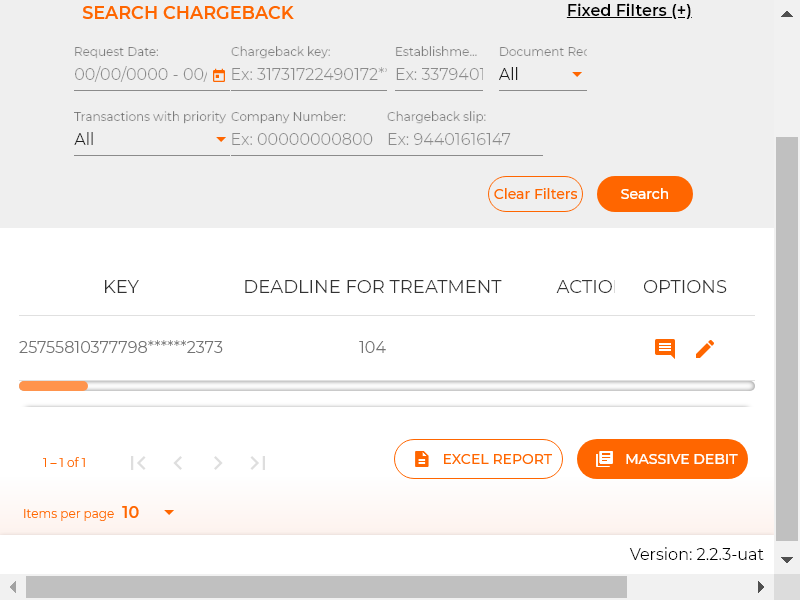 SEARCH CHARGEBACK
Fixed Filters (+)
Request Date: Chargeback key: Establishme... Document Rec
00/00/0000 - 00/ Ex: 31731722490172** Ex: 3379401 All
Transactions with priority Company Number: Chargeback slip:
All Ex: 00000000800 Ex: 94401616147
Clear Filters Search
KEY DEADLINE FOR TREATMENT ACTIO OPTIONS
25755810377798******2373 104
1 – 1 of 1 EXCEL REPORT MASSIVE DEBIT
Items per page 10
Version: 2.2.3-uat